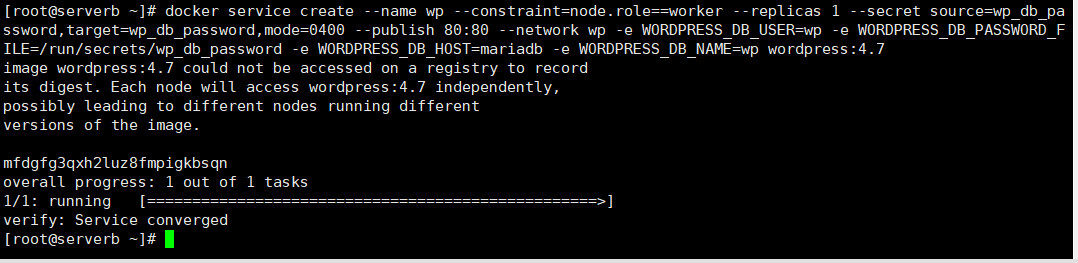 [root@serverb ~]# docker service create --name wp --constraint=node.role==worker --replicas 1 --secret source=wp_db_pa
ssword,target=wp_db_password,mode=0400 --publish 80:80 --network wp -e WORDPRESS_DB_USER=wp -e WORDPRESS_DB_PASSWORD_F
ILE=/run/secrets/wp_db_password -e WORDPRESS_DB_HOST=mariadb -e WORDPRESS_DB_NAME=wp wordpress:4.7
image wordpress:4.7 could not be accessed on a registry to record
its digest. Each node will access wordpress:4.7 independently,
possibly leading to different nodes running different
versions of the image.

mfdgfg3qxh2luz8fmpigkbsqn
overall progress: 1 out of 1 tasks
1/1: running   [==================================================>]
verify: Service converged
[root@serverb ~]#